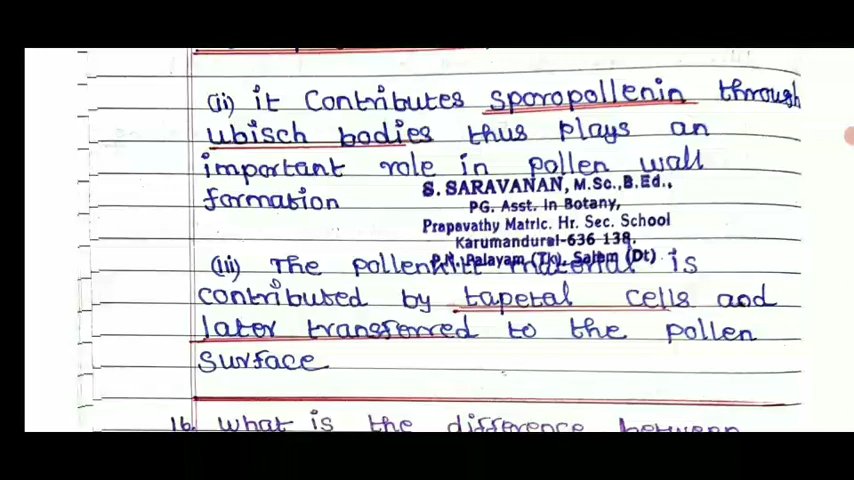 (ii) it contributes sporopollenin through
ubisch bodies thus plays an
important role in pollen wall
formation
S. SARAVANAN, M.Sc., B.Ed.,
PG. Asst. in Botany,
Prapavathy Matric. Hr. Sec. School
Karumandurai-636 138.
P.N. Palayam (Tk), Salem (Dt)
(iii) The pollenkitt material is
contributed by tapetal cells and
later transferred to the pollen
surface
16. What is the difference between